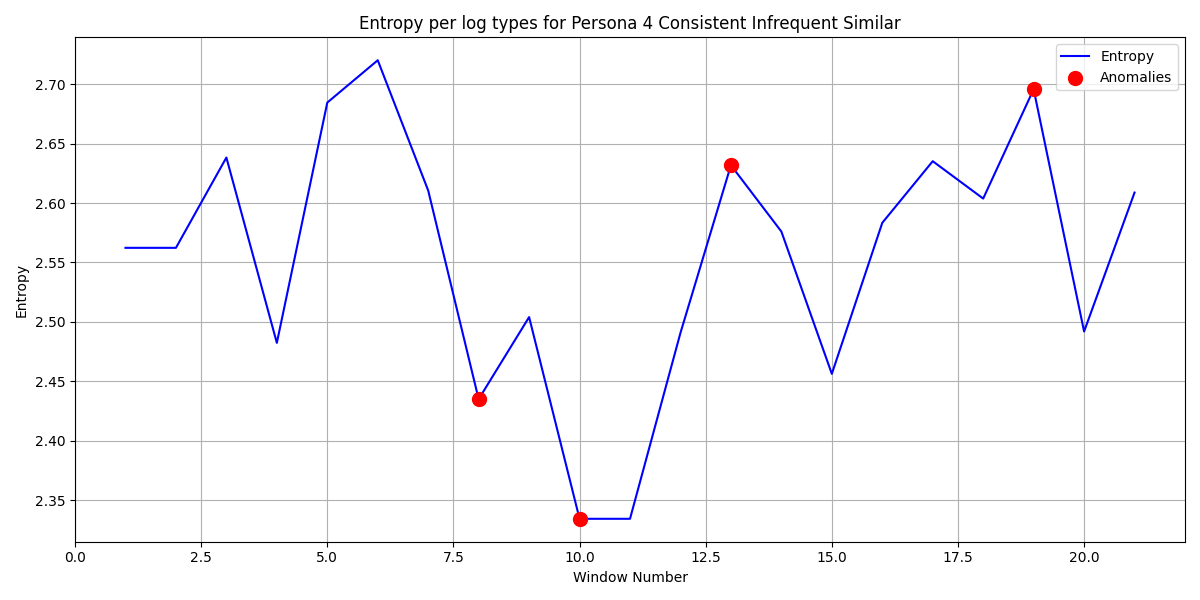 Entropy per log types for Persona 4 Consistent Infrequent Similar
Entropy
Anomalies
2.70
2.65
2.60
2.55
2.50
2.45
2.40
2.35
Entropy
0.0 2.5 5.0 7.5 10.0 12.5 15.0 17.5 20.0
Window Number